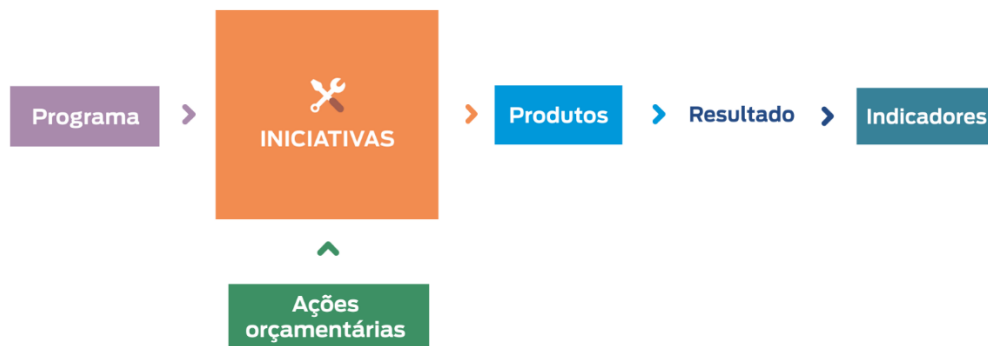 Programa
INICIATIVAS
Produtos
Resultado
Indicadores
Ações
orçamentárias